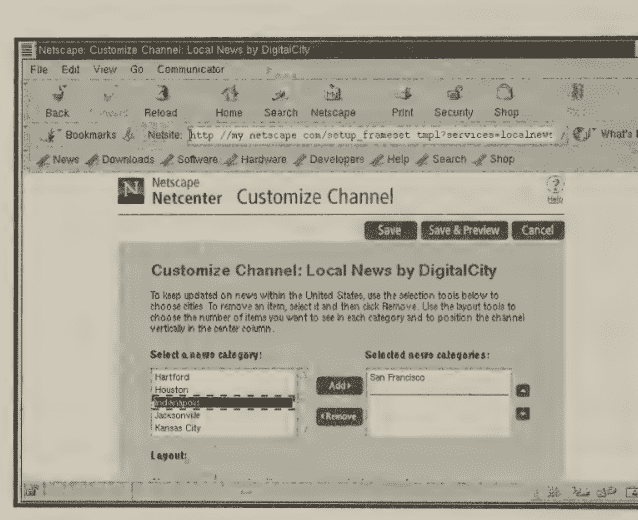 Netscape: Customize Channel: Local News by DigitalCity
File Edit View Go Communicator
Back Forward Reload Home Search Netscape Print Security Shop
Bookmarks Netsite: http //my netscape com/setup_frameset tmpl?services=localnews
What's
News Downloads Software Hardware Developers Help Search Shop
N Netscape
Netcenter Customize Channel
Help
Save Save & Preview Cancel
Customize Channel: Local News by DigitalCity
To keep updated on news within the United States, use the selection tools below to
choose cities. To remove an item, select it and then click Remove. Use the layout tools to
choose the number of items you want to see in each category and to position the channel
vertically in the center column.
Select a news category: Selected news categories:
Hartford
Houston
Indianapolis
Jacksonville
Kansas City
Add
Remove
San Francisco
Layout: